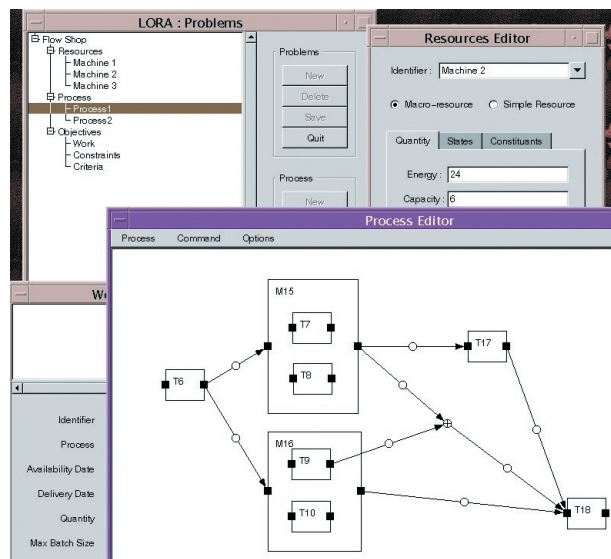 LORA : Problems
Flow Shop
Resources
Machine 1
Machine 2
Machine 3
Process
Process1
Process2
Objectives
Work
Constraints
Criteria
Problems
New
Delete
Save
Quit
Process
New
Resources Editor
Identifier :
Machine 2
Macro-resource
Simple Resource
Quantity
States
Constituents
Energy :
24
Capacity :
6
Process Editor
Process
Command
Options
M15
T7
T8
T6
T17
M16
T9
T10
T18
Identifier
Process
Availability Date
Delivery Date
Quantity
Max Batch Size